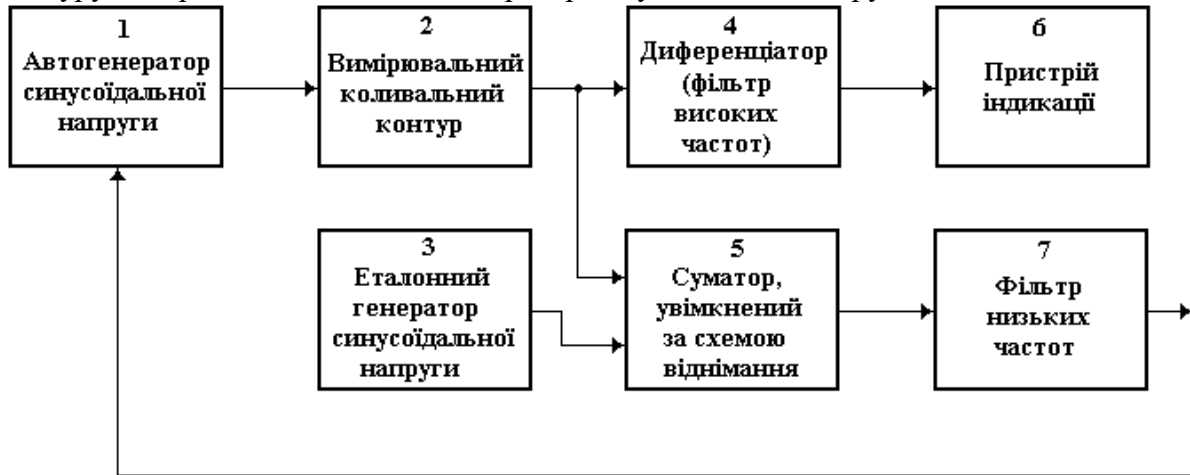 1
Автогенератор
синусоїдальної
напруги
2
Вимірювальний
коливальний
контур
4
Диференціатор
(фільтр
високих
частот)
6
Пристрій
індикації
3
Еталонний
генератор
синусоїдальної
напруги
5
Суматор,
увімкнений
за схемою
віднімання
7
Фільтр
низьких
частот